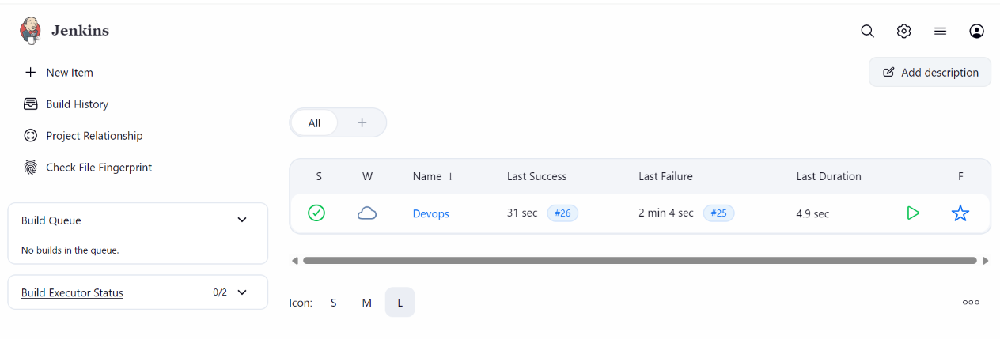 Jenkins
New Item
Add description
Build History
All
Project Relationship
Check File Fingerprint
S W Name ↓ Last Success Last Failure Last Duration F
Devops 31 sec #26 2 min 4 sec #25 4.9 sec
Build Queue
No builds in the queue.
Build Executor Status 0/2
Icon: S M L